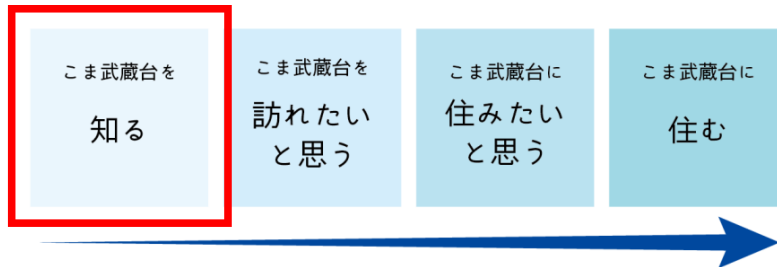 こま武蔵台を
知る
こま武蔵台を
訪れたい
と思う
こま武蔵台に
住みたい
と思う
こま武蔵台に
住む